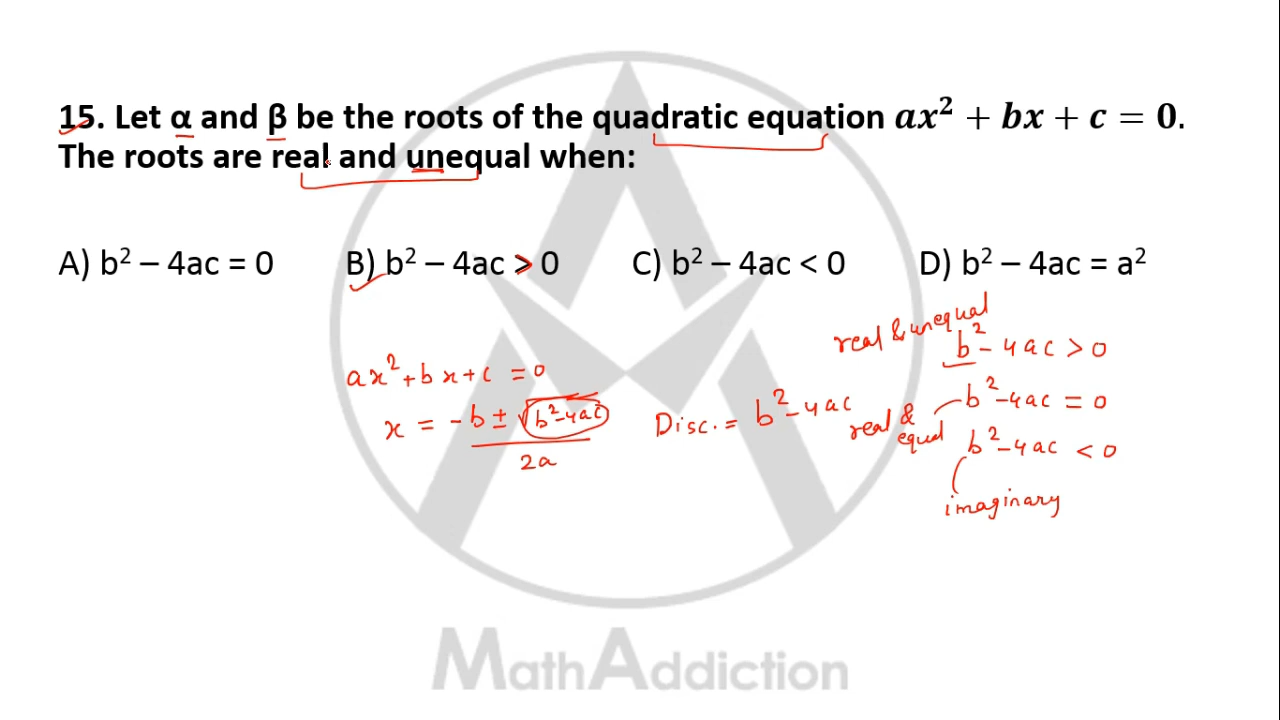 15. Let α and β be the roots of the quadratic equation ax² + bx + c = 0.
The roots are real and unequal when:
A) b² – 4ac = 0 B) b² – 4ac > 0 C) b² – 4ac < 0 D) b² – 4ac = a²
real & unequal
b² - 4ac > 0
ax² + bx + c = 0
x = -b ± √b²-4ac
2a
Disc. = b² - 4ac
real & equal
b² - 4ac = 0
b² - 4ac < 0
imaginary
MathAddiction